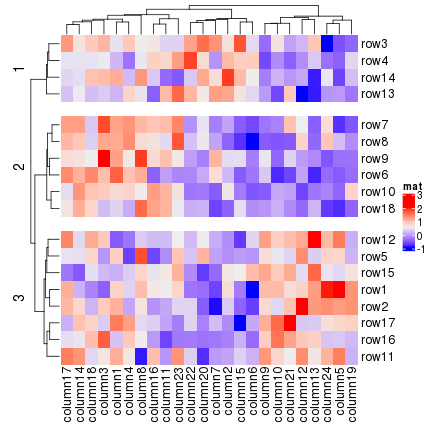 1
row3
row4
row14
row13
2
row7
row8
row9
row6
row10
row18
3
row12
row5
row15
row1
row2
row17
row16
row11
mat
3
2
1
0
-1
column17
column14
column18
column3
column1
column4
column8
column16
column11
column23
column22
column20
column7
column2
column15
column6
column9
column10
column21
column12
column13
column24
column5
column19